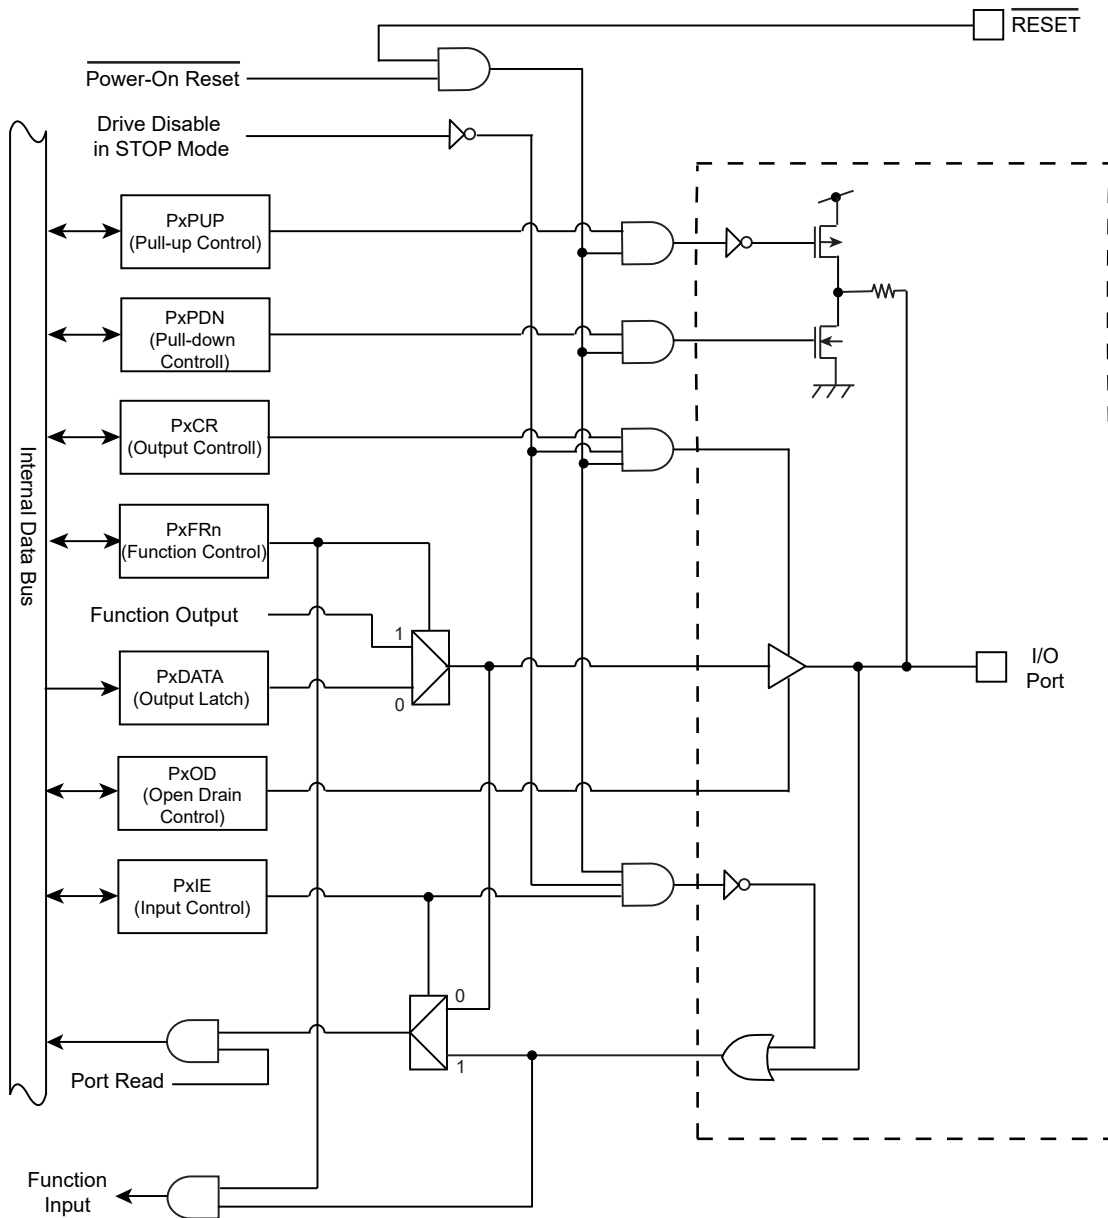 RESET
Power-On Reset
Drive Disable
in STOP Mode
PxPUP
(Pull-up Control)
PxPDN
(Pull-down
Controll)
PxCR
(Output Controll)
Internal Data Bus
PxFRn
(Function Control)
Function Output
1
PxDATA
(Output Latch)
0
I/O
Port
PxOD
(Open Drain
Control)
PxIE
(Input Control)
0
1
Port Read
Function
Input